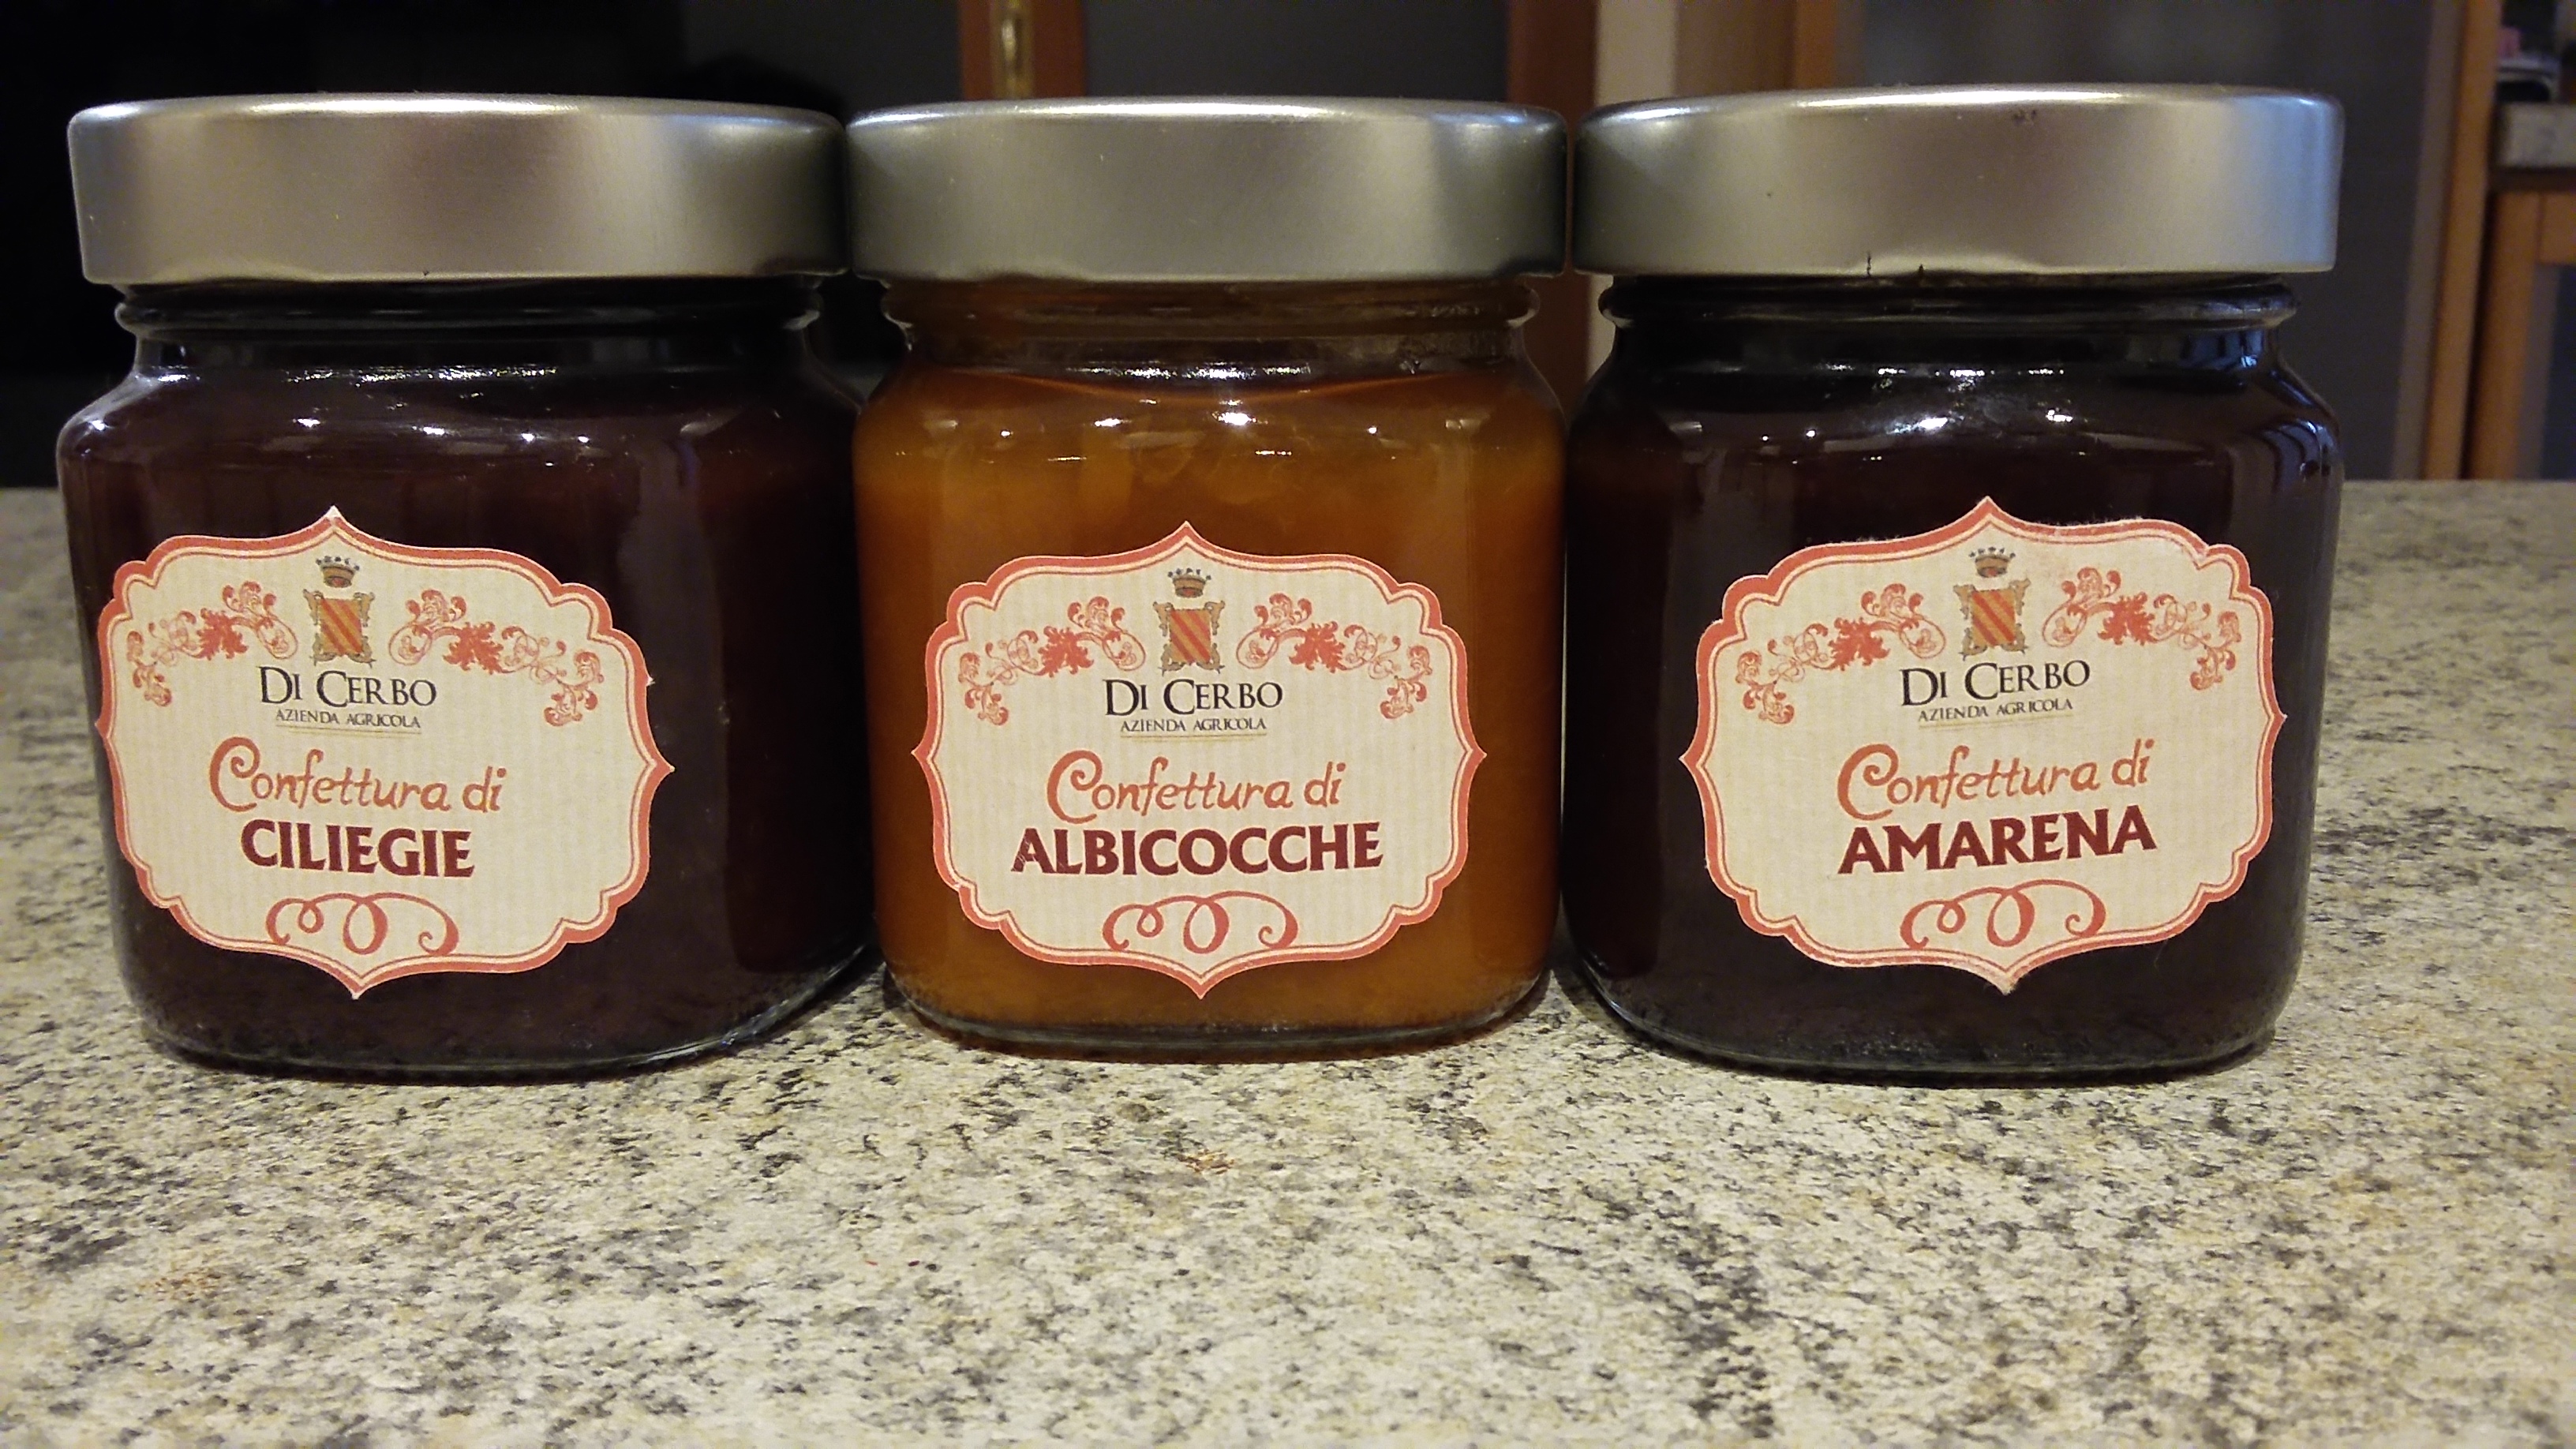 DI CERBO
AZIENDA AGRICOLA
Confettura di
CILIEGIE
DI CERBO
AZIENDA AGRICOLA
Confettura di
ALBICOCCHE
DI CERBO
AZIENDA AGRICOLA
Confettura di
AMARENA